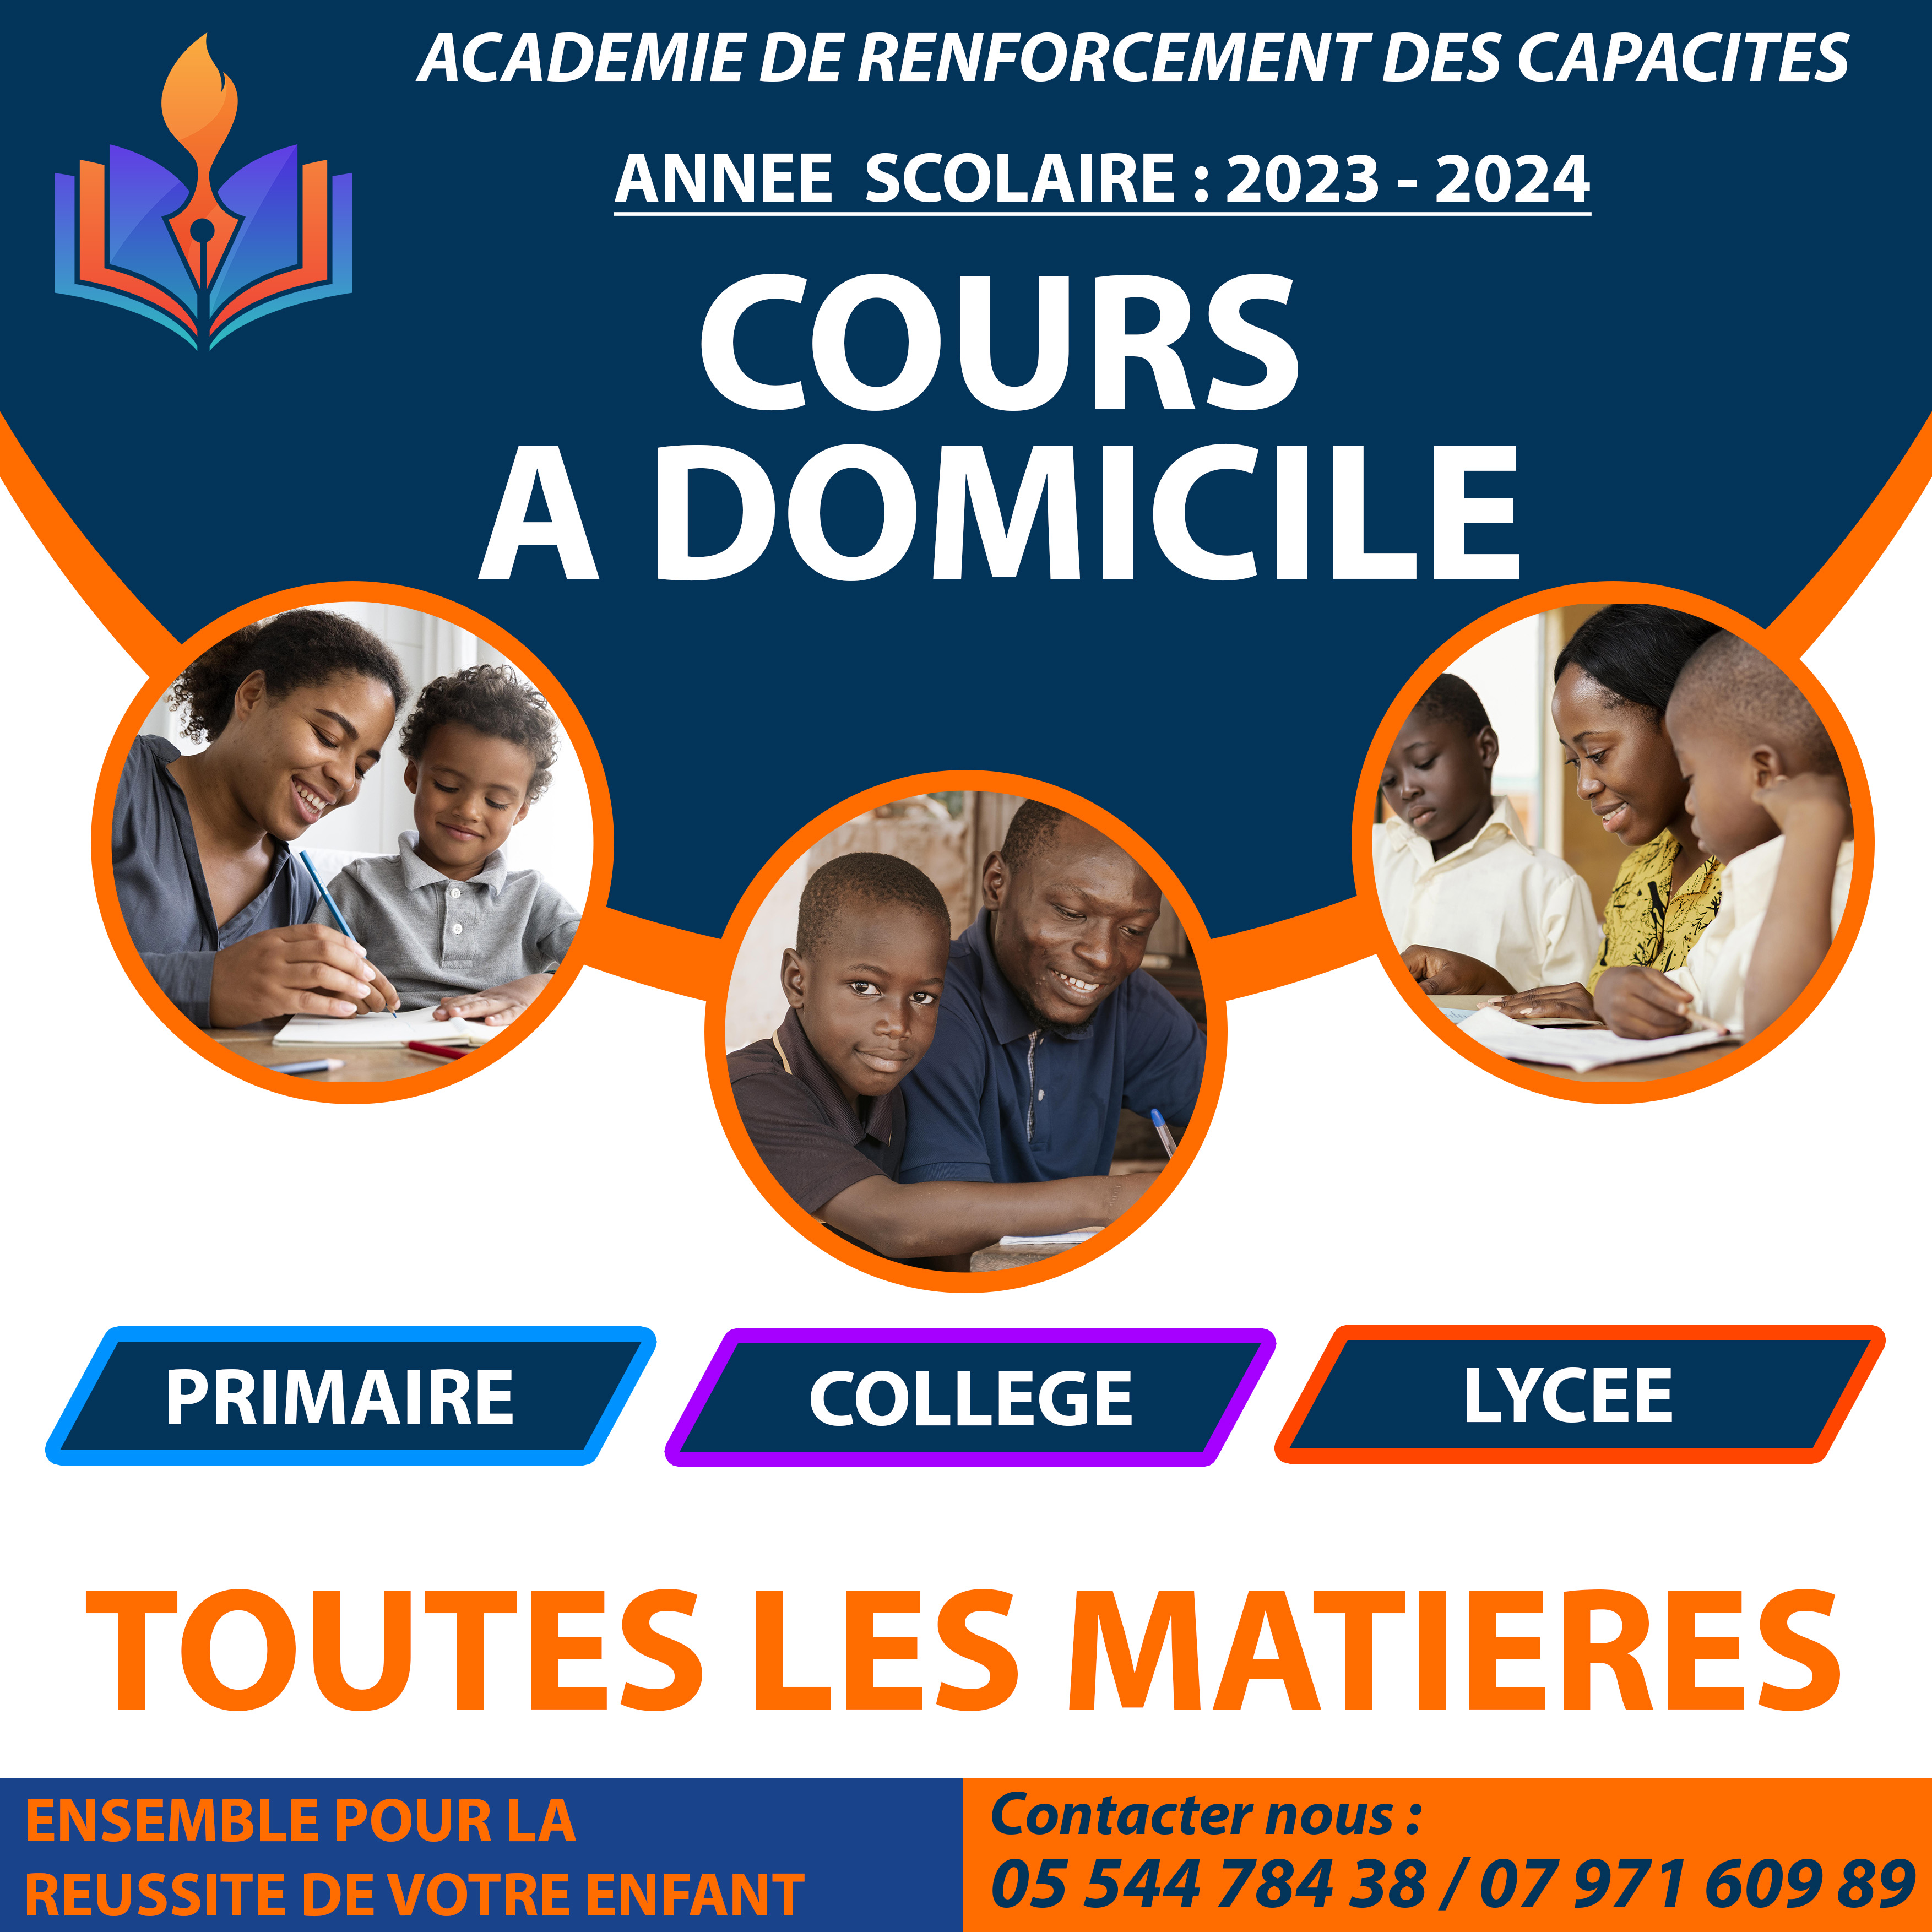 ACADEMIE DE RENFORCEMENT DES CAPACITES
ANNEE SCOLAIRE : 2023 - 2024
COURS
A DOMICILE
PRIMAIRE
COLLEGE
LYCEE
TOUTES LES MATIERES
ENSEMBLE POUR LA
REUSSITE DE VOTRE ENFANT
Contacter nous :
05 544 784 38 / 07 971 609 89